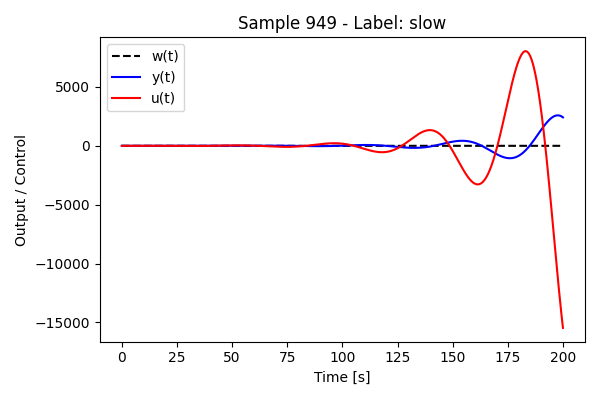 Sample 949 - Label: slow
w(t)
y(t)
u(t)
Output / Control
5000
0
−5000
−10000
−15000
0 25 50 75 100 125 150 175 200
Time [s]